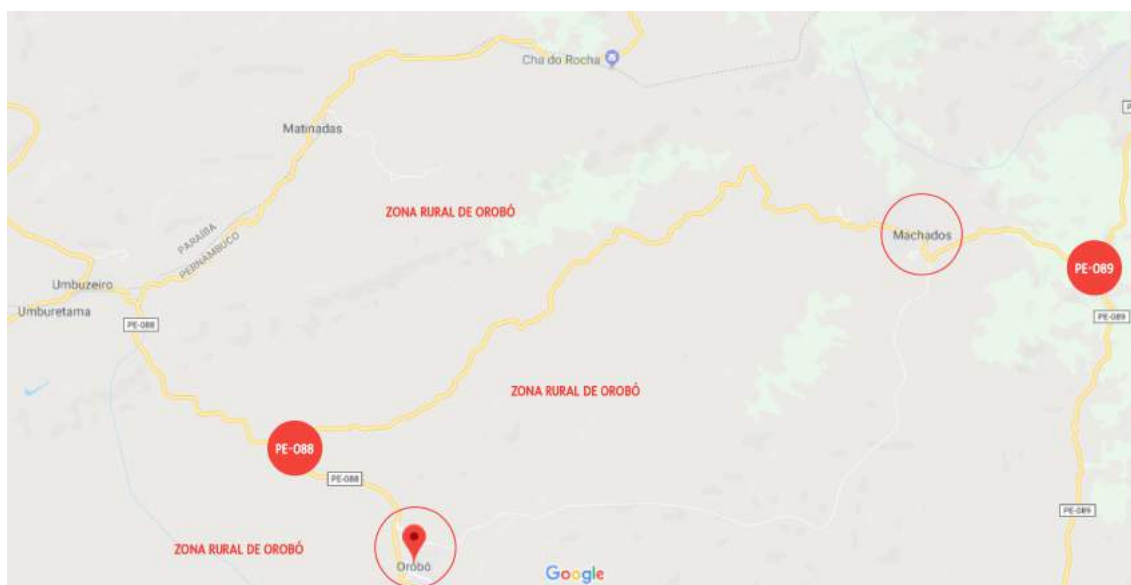 Chã do Rocha
Matinadas
ZONA RURAL DE OROBÓ
Machados
PARAÍBA
PERNAMBUCO
PE-089
Umbuzeiro
Umburetama
PE-088
PE-089
ZONA RURAL DE OROBÓ
PE-088
PE-088
PE-089
ZONA RURAL DE OROBÓ
Orobó
Google